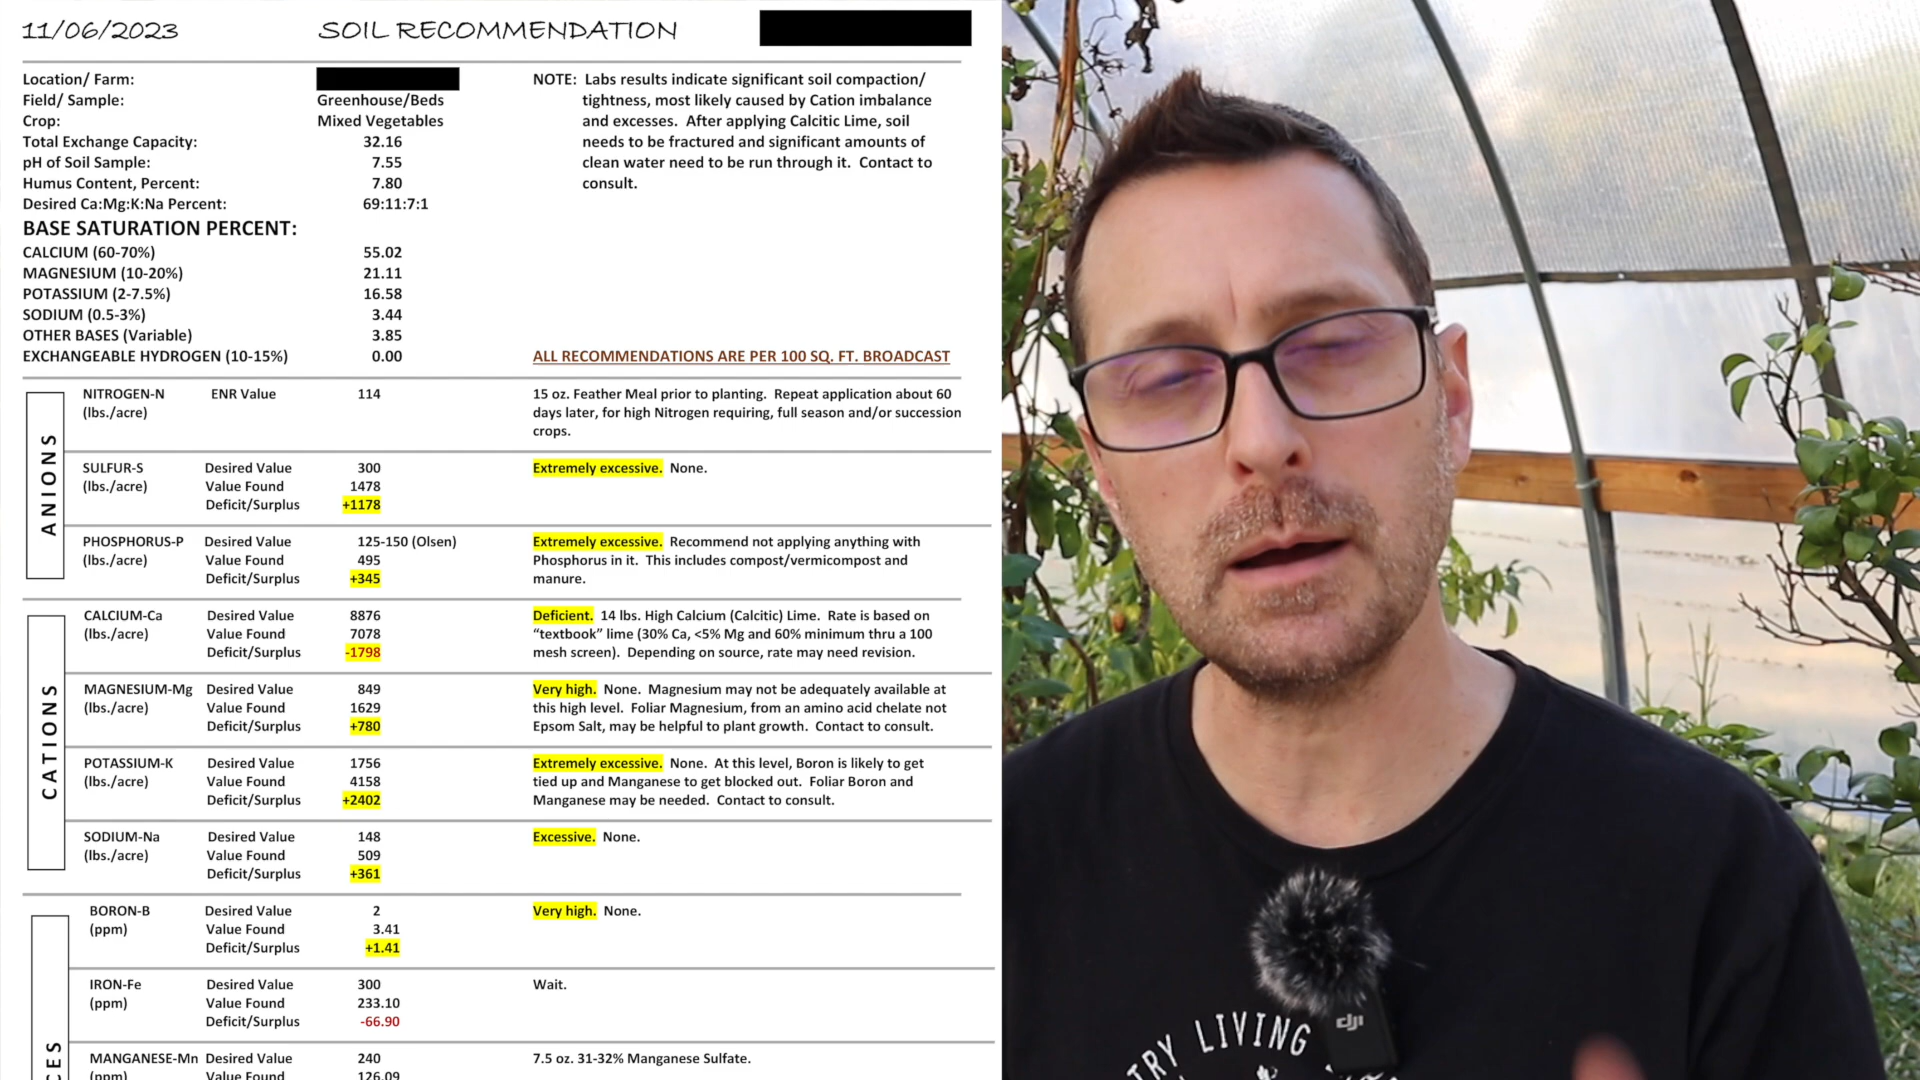 11/06/2023 SOIL RECOMMENDATION
Location/ Farm:
Field/ Sample: Greenhouse/Beds
Crop: Mixed Vegetables
Total Exchange Capacity: 32.16
pH of Soil Sample: 7.55
Humus Content, Percent: 7.80
Desired Ca:Mg:K:Na Percent: 69:11:7:1
NOTE: Labs results indicate significant soil compaction/
tightness, most likely caused by Cation imbalance
and excesses. After applying Calcitic Lime, soil
needs to be fractured and significant amounts of
clean water need to be run through it. Contact to
consult.
BASE SATURATION PERCENT:
CALCIUM (60-70%) 55.02
MAGNESIUM (10-20%) 21.11
POTASSIUM (2-7.5%) 16.58
SODIUM (0.5-3%) 3.44
OTHER BASES (Variable) 3.85
EXCHANGEABLE HYDROGEN (10-15%) 0.00
ALL RECOMMENDATIONS ARE PER 100 SQ. FT. BROADCAST
ANIONS
NITROGEN-N ENR Value 114
(lbs./acre)
15 oz. Feather Meal prior to planting. Repeat application about 60
days later, for high Nitrogen requiring, full season and/or succession
crops.
SULFUR-S Desired Value 300
(lbs./acre) Value Found 1478
Deficit/Surplus +1178
Extremely excessive. None.
PHOSPHORUS-P Desired Value 125-150 (Olsen)
(lbs./acre) Value Found 495
Deficit/Surplus +345
Extremely excessive. Recommend not applying anything with
Phosphorus in it. This includes compost/vermicompost and
manure.
CATIONS
CALCIUM-Ca Desired Value 8876
(lbs./acre) Value Found 7078
Deficit/Surplus -1798
Deficient. 14 lbs. High Calcium (Calcitic) Lime. Rate is based on
“textbook” lime (30% Ca, <5% Mg and 60% minimum thru a 100
mesh screen). Depending on source, rate may need revision.
MAGNESIUM-Mg Desired Value 849
(lbs./acre) Value Found 1629
Deficit/Surplus +780
Very high. None. Magnesium may not be adequately available at
this high level. Foliar Magnesium, from an amino acid chelate not
Epsom Salt, may be helpful to plant growth. Contact to consult.
POTASSIUM-K Desired Value 1756
(lbs./acre) Value Found 4158
Deficit/Surplus +2402
Extremely excessive. None. At this level, Boron is likely to get
tied up and Manganese to get blocked out. Foliar Boron and
Manganese may be needed. Contact to consult.
SODIUM-Na Desired Value 148
(lbs./acre) Value Found 509
Deficit/Surplus +361
Excessive. None.
BORON-B Desired Value 2
(ppm) Value Found 3.41
Deficit/Surplus +1.41
Very high. None.
IRON-Fe Desired Value 300
(ppm) Value Found 233.10
Deficit/Surplus -66.90
Wait.
MANGANESE-Mn Desired Value 240
(ppm) Value Found 126.09
7.5 oz. 31-32% Manganese Sulfate.
LIVING
dji